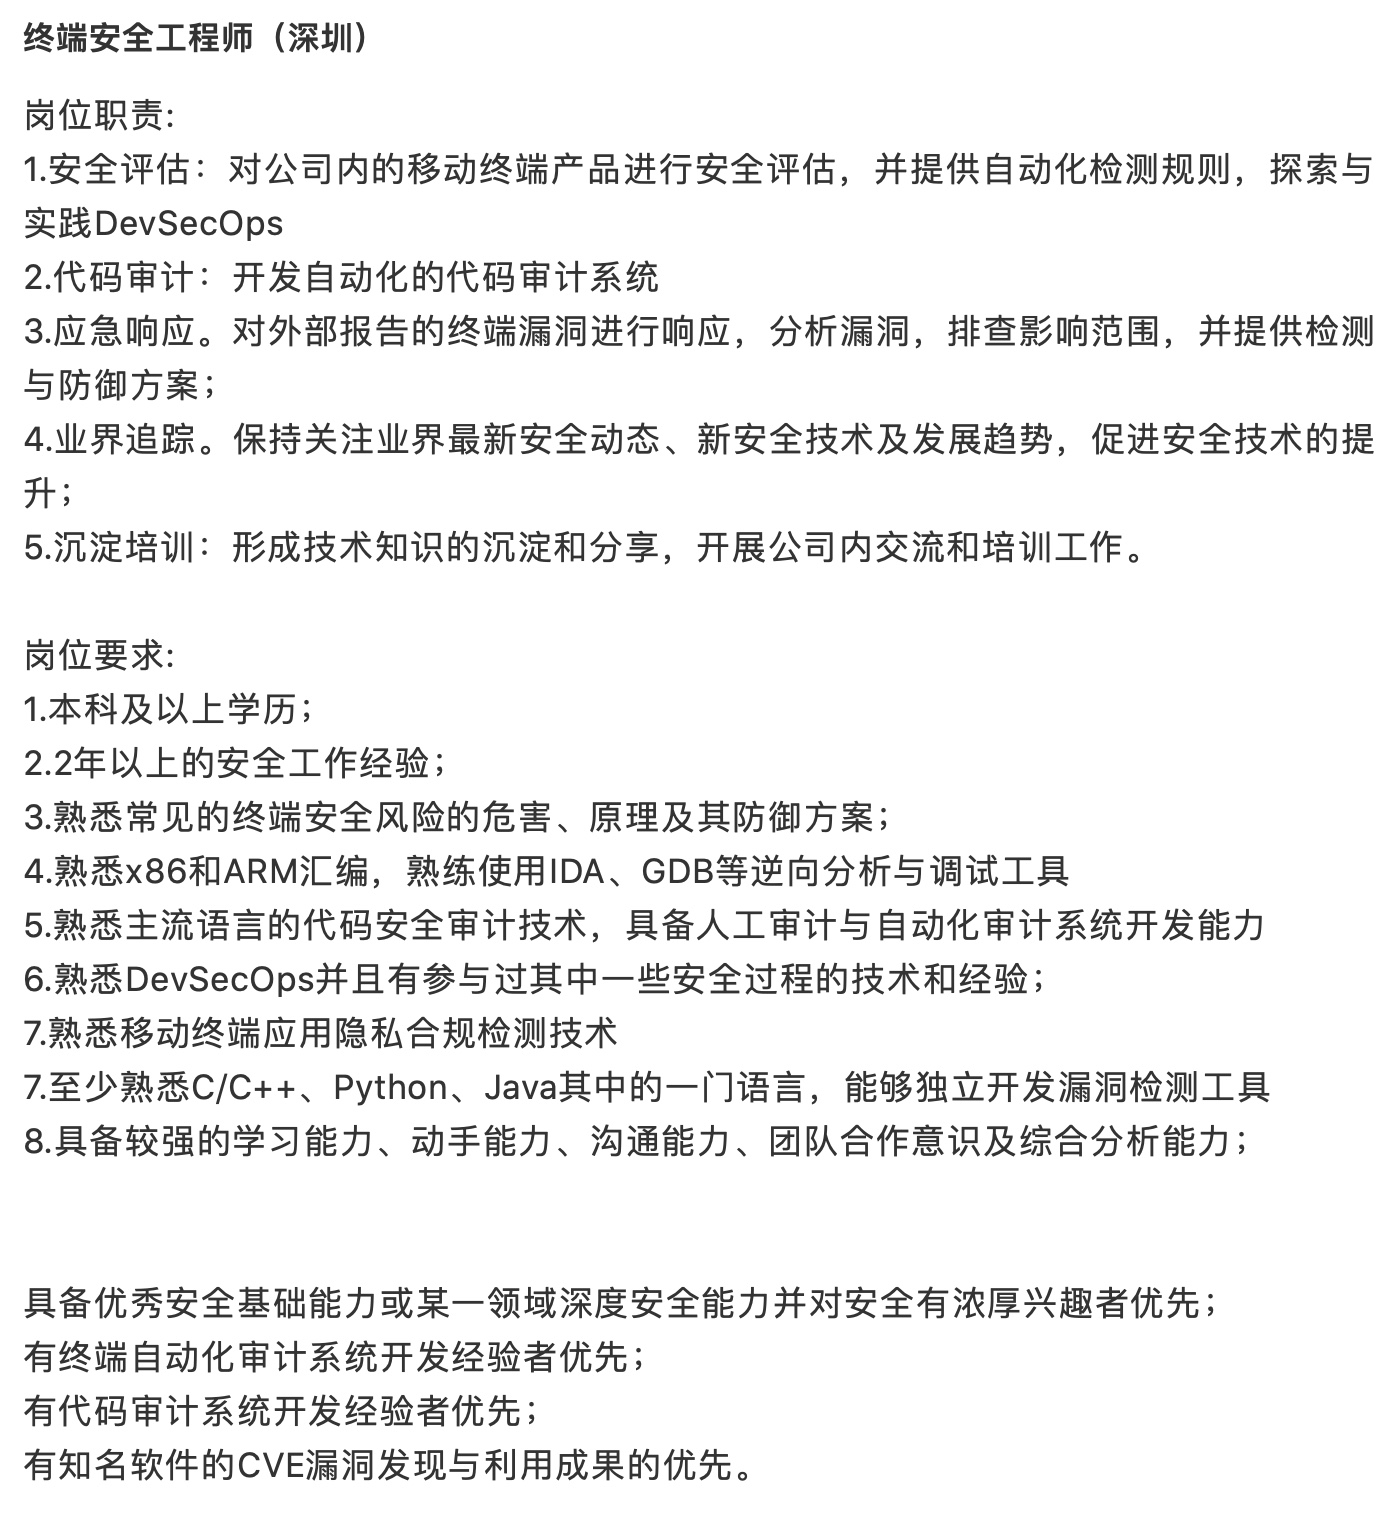 终端安全工程师（深圳）
岗位职责:
1.安全评估：对公司内的移动终端产品进行安全评估，并提供自动化检测规则，探索与
实践DevSecOps
2.代码审计：开发自动化的代码审计系统
3.应急响应。对外部报告的终端漏洞进行响应，分析漏洞，排查影响范围，并提供检测
与防御方案；
4.业界追踪。保持关注业界最新安全动态、新安全技术及发展趋势，促进安全技术的提
升；
5.沉淀培训：形成技术知识的沉淀和分享，开展公司内交流和培训工作。
岗位要求:
1.本科及以上学历；
2.2年以上的安全工作经验；
3.熟悉常见的终端安全风险的危害、原理及其防御方案；
4.熟悉x86和ARM汇编，熟练使用IDA、GDB等逆向分析与调试工具
5.熟悉主流语言的代码安全审计技术，具备人工审计与自动化审计系统开发能力
6.熟悉DevSecOps并且有参与过其中一些安全过程的技术和经验；
7.熟悉移动终端应用隐私合规检测技术
7.至少熟悉C/C++、Python、Java其中的一门语言，能够独立开发漏洞检测工具
8.具备较强的学习能力、动手能力、沟通能力、团队合作意识及综合分析能力；
具备优秀安全基础能力或某一领域深度安全能力并对安全有浓厚兴趣者优先；
有终端自动化审计系统开发经验者优先；
有代码审计系统开发经验者优先；
有知名软件的CVE漏洞发现与利用成果的优先。